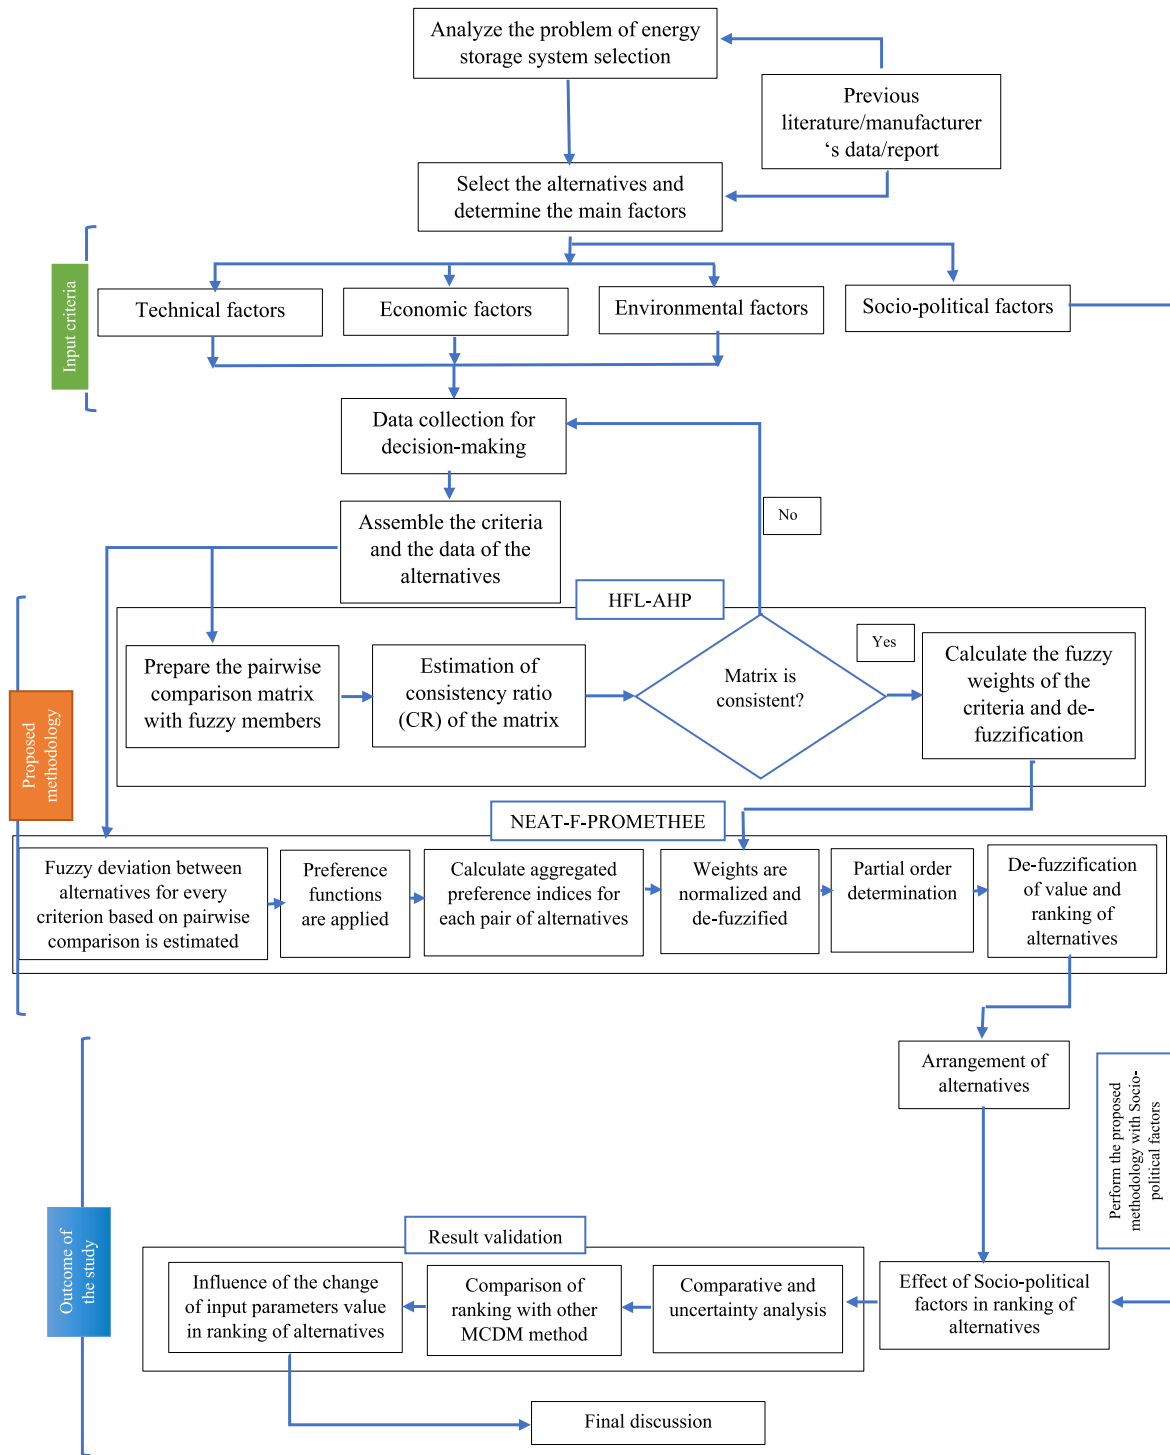 Analyze the problem of energy
storage system selection
Previous
literature/manufacturer
‘s data/report
Select the alternatives and
determine the main factors
Input criteria
Technical factors
Economic factors
Environmental factors
Socio-political factors
Data collection for
decision-making
No
Assemble the criteria
and the data of the
alternatives
HFL-AHP
Proposed
methodology
Prepare the pairwise
comparison matrix
with fuzzy members
Estimation of
consistency ratio
(CR) of the matrix
Matrix is
consistent?
Yes
Calculate the fuzzy
weights of the
criteria and de-
fuzzification
NEAT-F-PROMETHEE
Fuzzy deviation between
alternatives for every
criterion based on pairwise
comparison is estimated
Preference
functions
are applied
Calculate aggregated
preference indices for
each pair of alternatives
Weights are
normalized and
de-fuzzified
Partial order
determination
De-fuzzification
of value and
ranking of
alternatives
Arrangement of
alternatives
Perform the proposed
methodology with Socio-
political factors
Outcome of
the study
Result validation
Influence of the change
of input parameters value
in ranking of alternatives
Comparison of
ranking with other
MCDM method
Comparative and
uncertainty analysis
Effect of Socio-political
factors in ranking of
alternatives
Final discussion